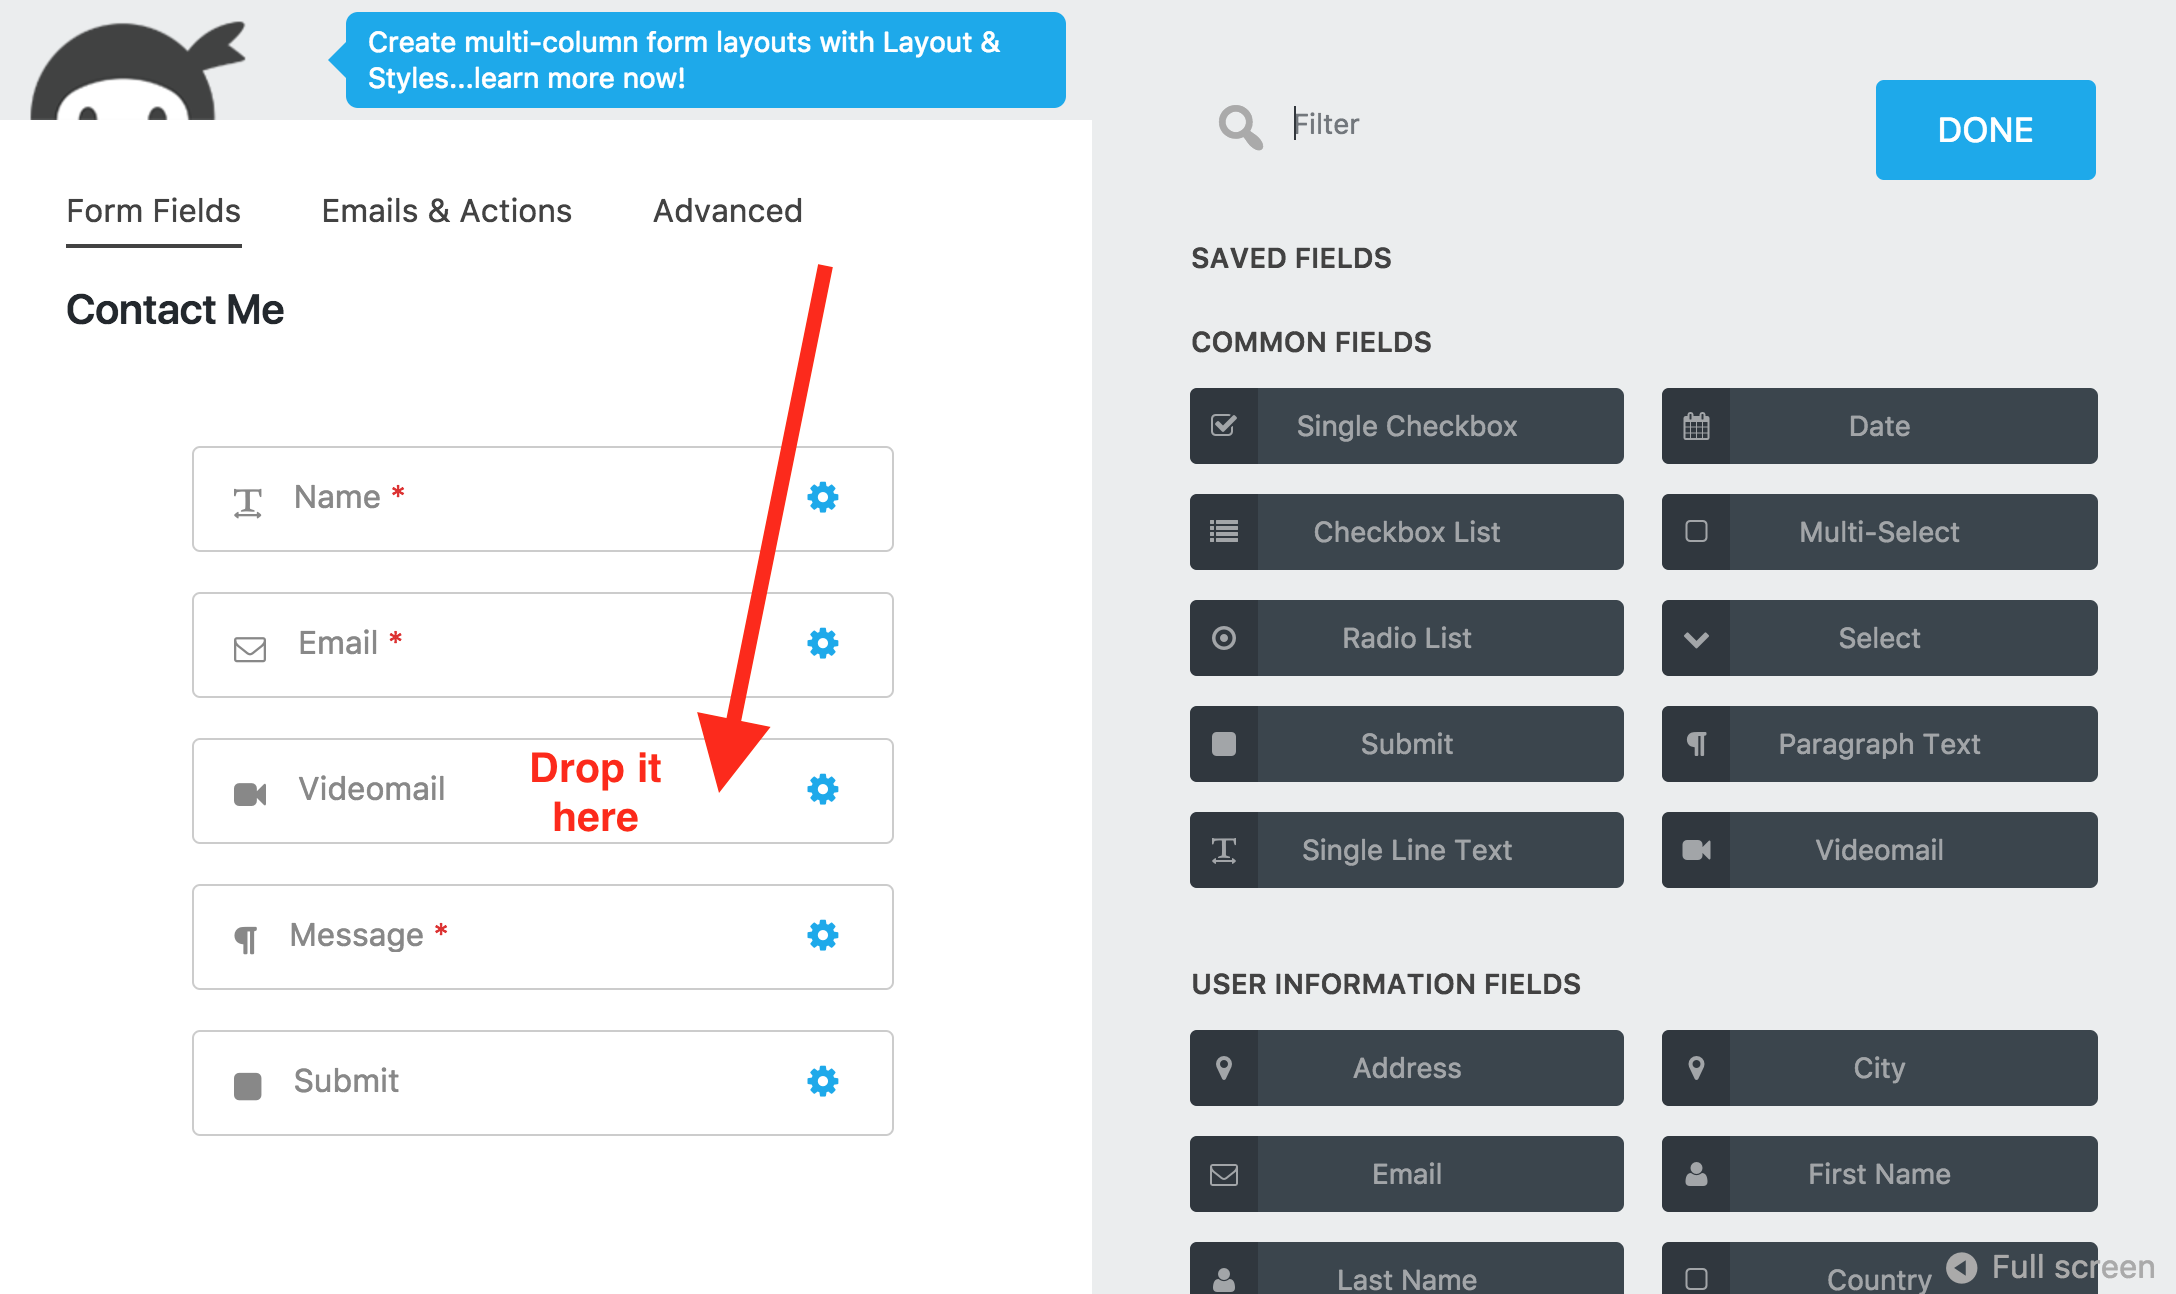 Create multi-column form layouts with Layout &
Styles...learn more now!
Filter
DONE
Form Fields
Emails & Actions
Advanced
Contact Me
Name *
Email *
Videomail
Drop it
here
Message *
Submit
SAVED FIELDS
COMMON FIELDS
Single Checkbox
Date
Checkbox List
Multi-Select
Radio List
Select
Submit
Paragraph Text
Single Line Text
Videomail
USER INFORMATION FIELDS
Address
City
Email
First Name
Last Name
Country
Full screen